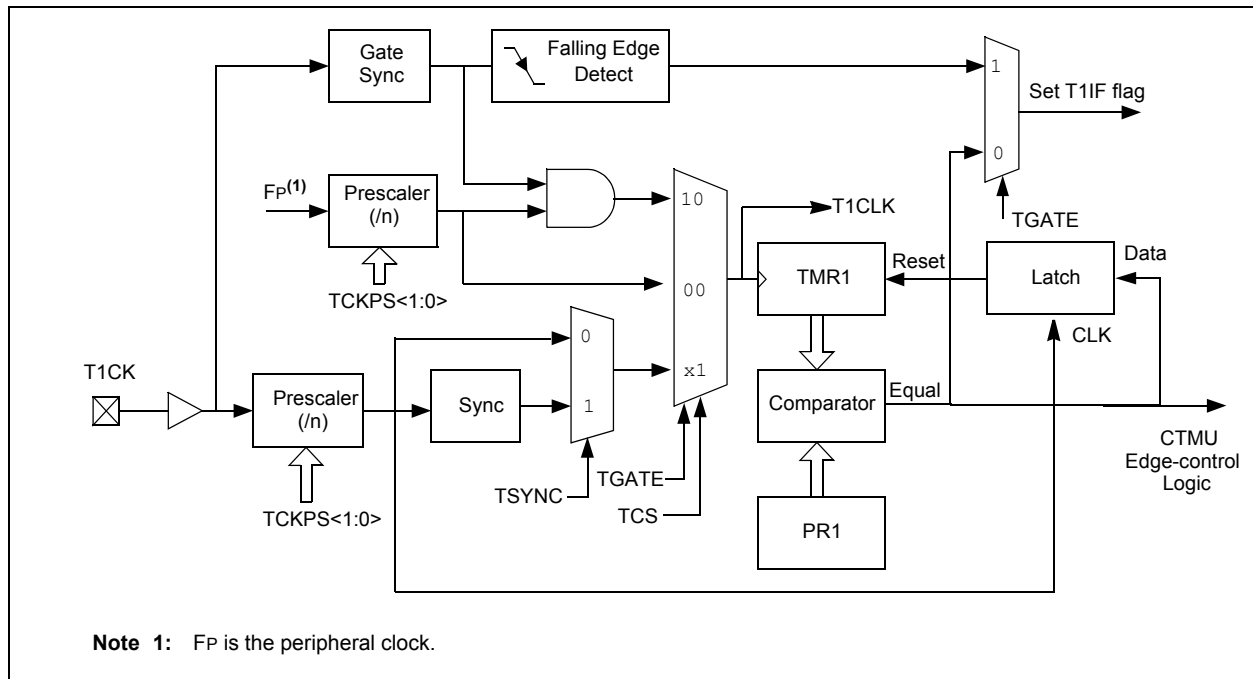 Gate
Sync
Falling Edge
Detect
1
Set T1IF flag
0
TGATE
FP(1)
Prescaler
(/n)
TCKPS<1:0>
10
00
x1
T1CLK
TMR1
Reset
Latch
Data
CLK
T1CK
Prescaler
(/n)
TCKPS<1:0>
Sync
0
1
TSYNC
TGATE
TCS
Comparator
Equal
PR1
CTMU
Edge-control
Logic
Note 1: FP is the peripheral clock.